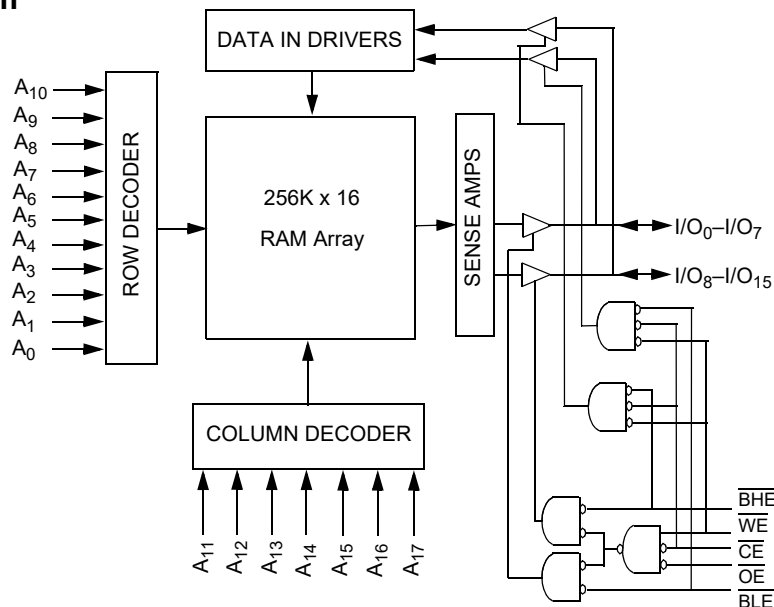 DATA IN DRIVERS
A10
A9
A8
A7
A6
A5
A4
A3
A2
A1
A0
ROW DECODER
256K x 16
RAM Array
SENSE AMPS
I/O0–I/O7
I/O8–I/O15
COLUMN DECODER
A11
A12
A13
A14
A15
A16
A17
BHE
WE
CE
OE
BLE